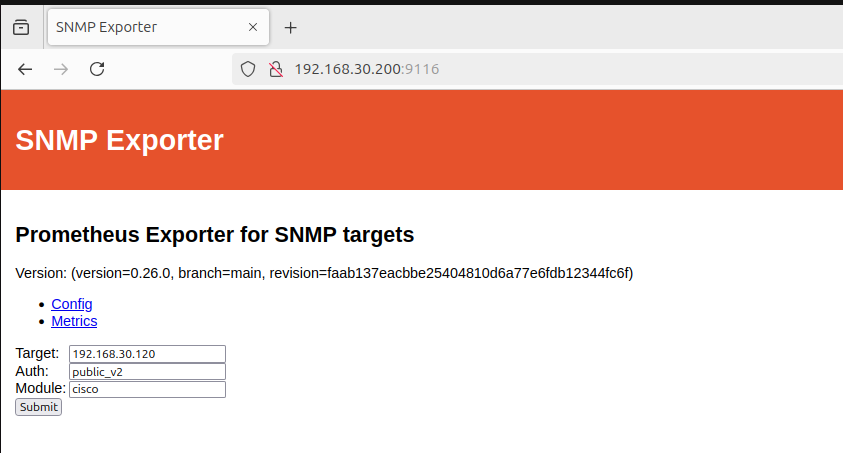 SNMP Exporter
192.168.30.200:9116
SNMP Exporter
Prometheus Exporter for SNMP targets
Version: (version=0.26.0, branch=main, revision=faab137eacbbe25404810d6a77e6fdb12344fc6f)
Config
Metrics
Target: 192.168.30.120
Auth: public_v2
Module: cisco
Submit